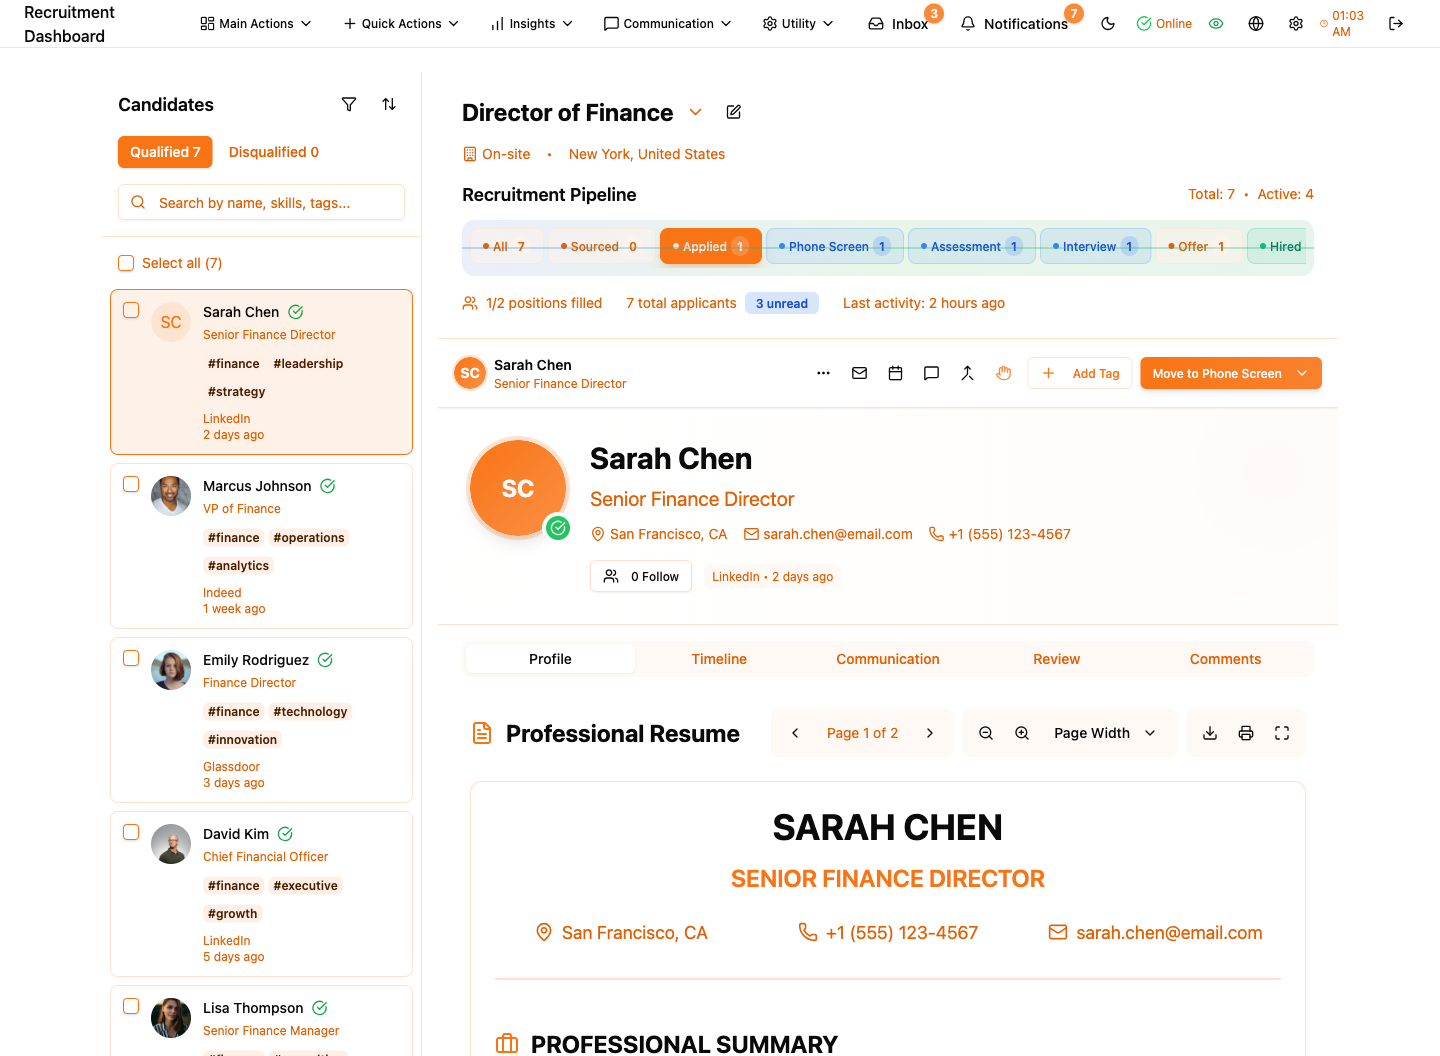 Recruitment
Dashboard
Main Actions
Quick Actions
Insights
Communication
Utility
Inbox
3
Notifications
7
Online
01:03
AM
Candidates
Qualified 7
Disqualified 0
Search by name, skills, tags...
Select all (7)
SC
Sarah Chen
Senior Finance Director
#finance #leadership
#strategy
LinkedIn
2 days ago
Marcus Johnson
VP of Finance
#finance #operations
#analytics
Indeed
1 week ago
Emily Rodriguez
Finance Director
#finance #technology
#innovation
Glassdoor
3 days ago
David Kim
Chief Financial Officer
#finance #executive
#growth
LinkedIn
5 days ago
Lisa Thompson
Senior Finance Manager
Director of Finance
On-site • New York, United States
Recruitment Pipeline
Total: 7 • Active: 4
All 7
Sourced 0
Applied 1
Phone Screen 1
Assessment 1
Interview 1
Offer 1
Hired
1/2 positions filled
7 total applicants
3 unread
Last activity: 2 hours ago
SC
Sarah Chen
Senior Finance Director
Add Tag
Move to Phone Screen
SC
Sarah Chen
Senior Finance Director
San Francisco, CA
sarah.chen@email.com
+1 (555) 123-4567
0 Follow
LinkedIn • 2 days ago
Profile
Timeline
Communication
Review
Comments
Professional Resume
Page 1 of 2
Page Width
SARAH CHEN
SENIOR FINANCE DIRECTOR
San Francisco, CA
+1 (555) 123-4567
sarah.chen@email.com
PROFESSIONAL SUMMARY